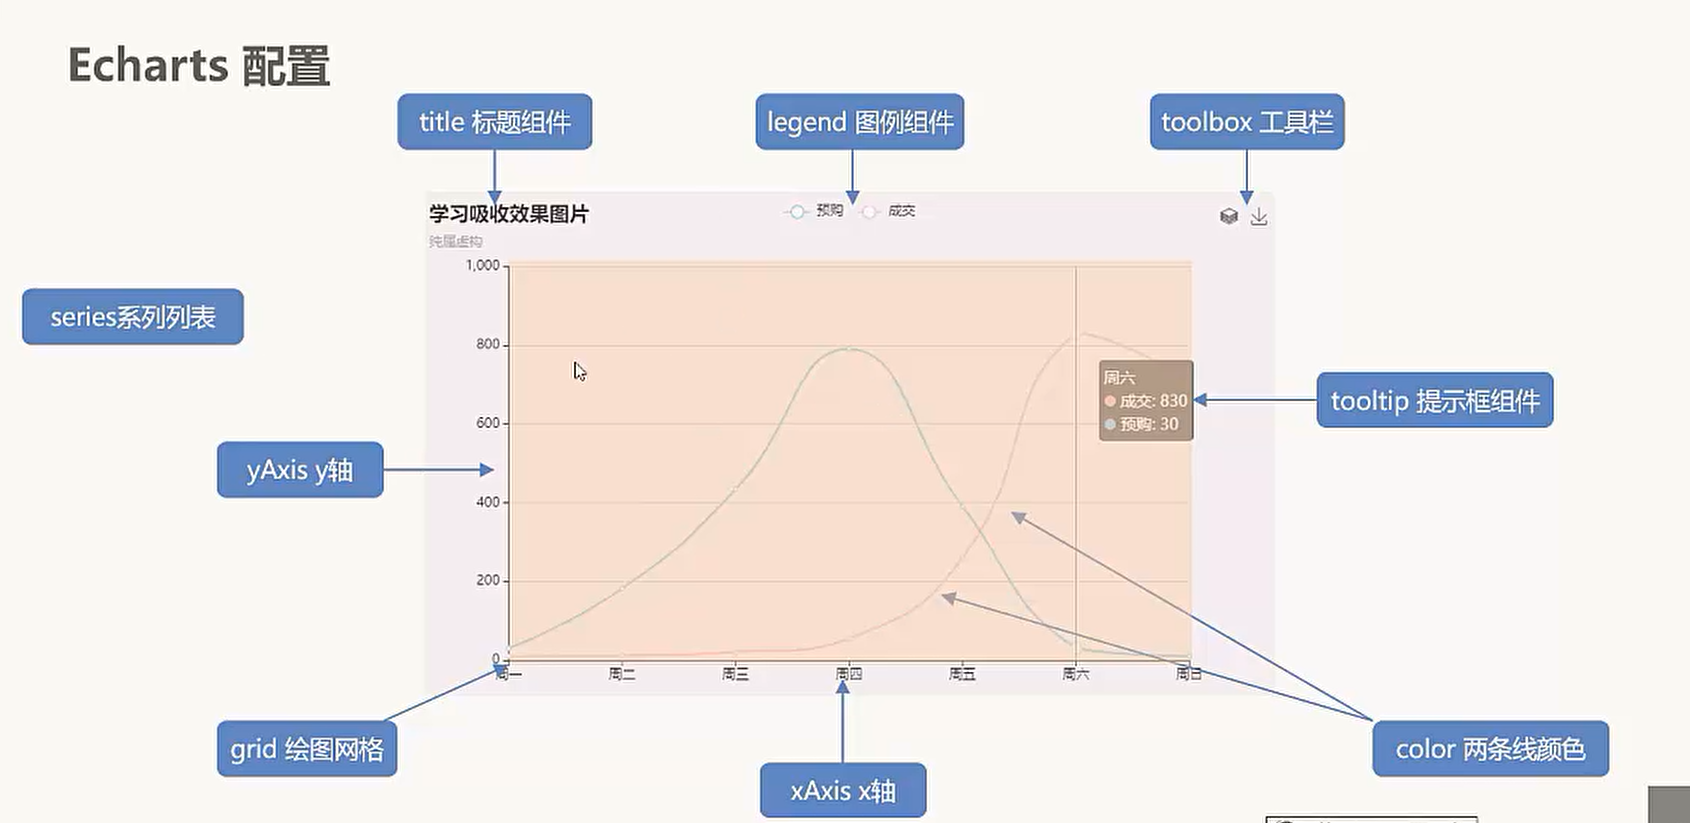 Echarts 配置
title 标题组件
legend 图例组件
toolbox 工具栏
学习吸收效果图片
预购
成交
纯属虚构
1,000
series系列列表
800
周六
成交: 830
预购: 30
tooltip 提示框组件
600
yAxis y轴
400
200
0
周一
周二
周三
周四
周五
周六
周日
grid 绘图网格
color 两条线颜色
xAxis x轴